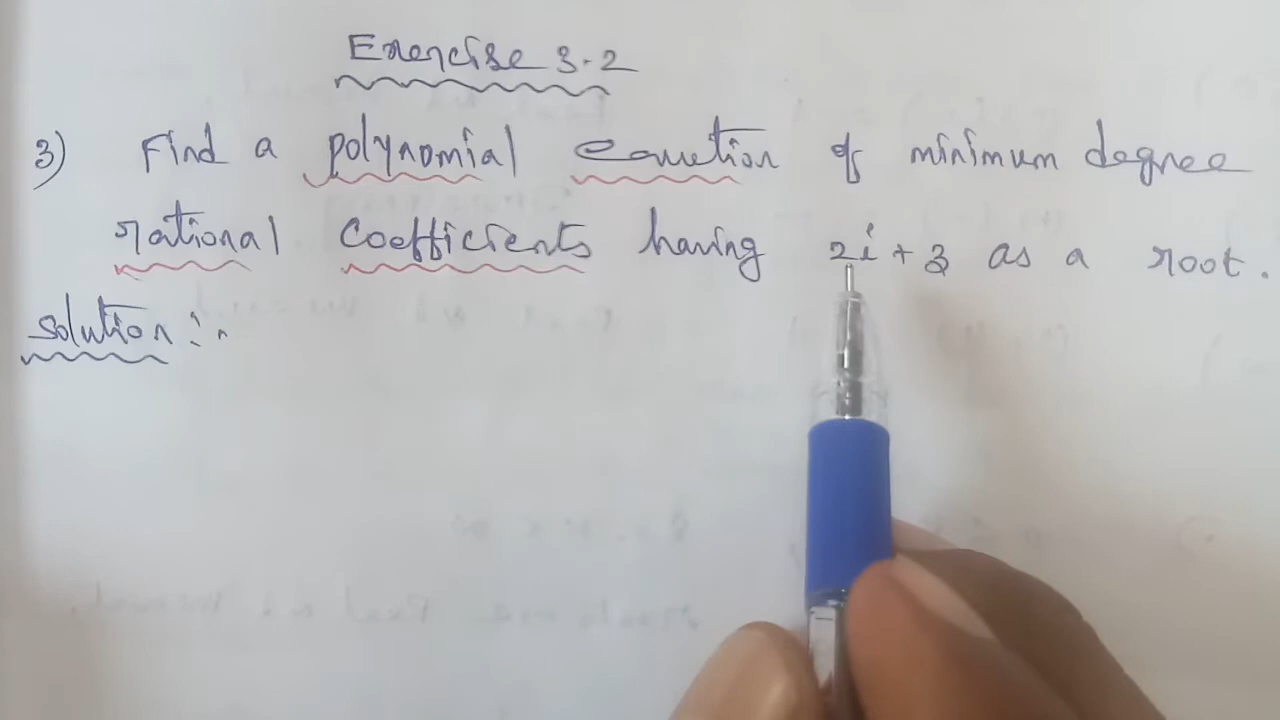 Exercise 3.2
3) Find a polynomial equation of minimum degree
rational coefficients having 2i+3 as a root.
solution :-